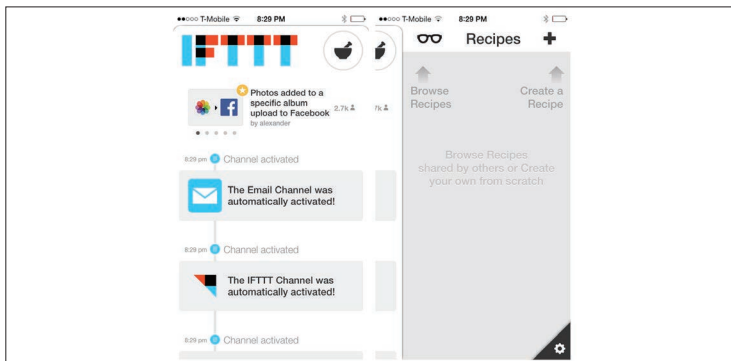 T-Mobile 8:29 PM
IFTTT
Photos added to a
specific album
upload to Facebook
by alexander
2.7k
8:29 pm Channel activated
The Email Channel was
automatically activated!
8:29 pm Channel activated
The IFTTT Channel was
automatically activated!
8:29 pm Channel activated
T-Mobile 8:29 PM
Recipes
7k
Browse
Recipes
Create a
Recipe
Browse Recipes
shared by others or Create
your own from scratch